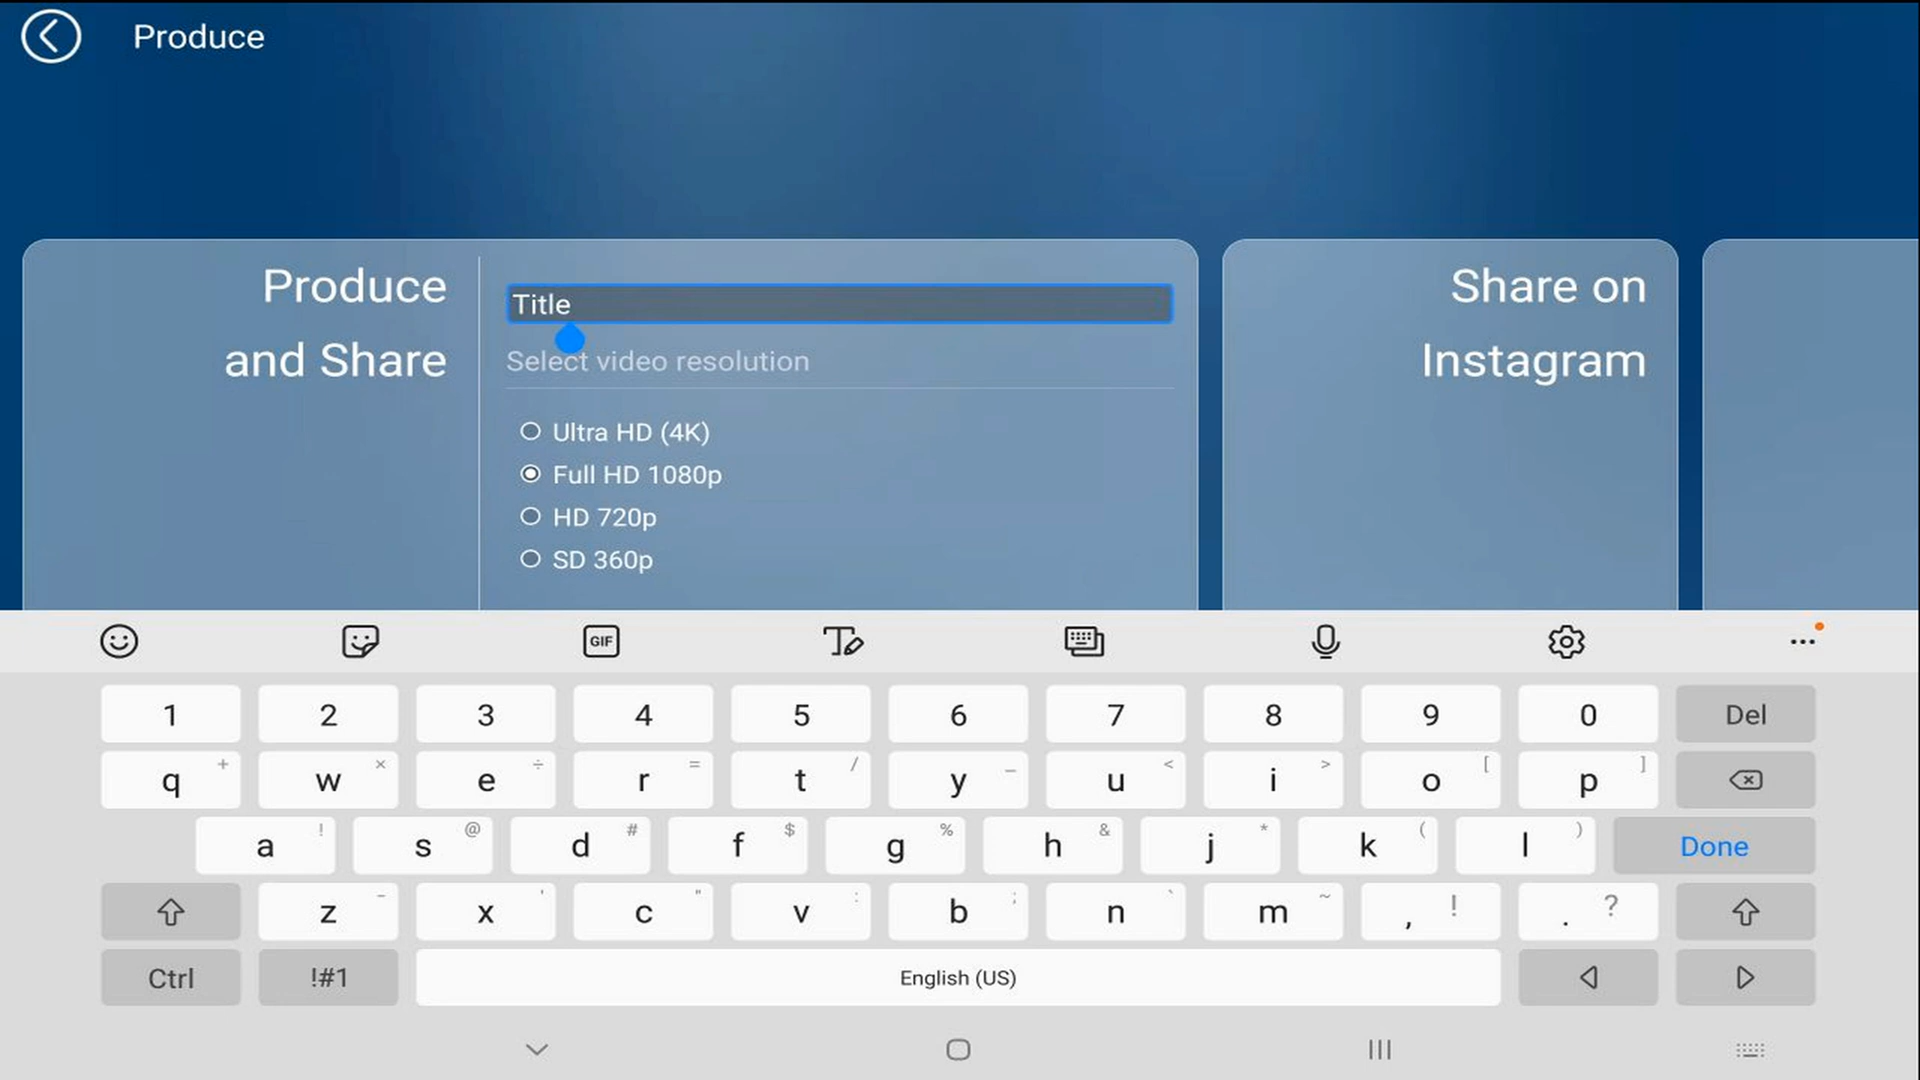 Produce
Produce
and Share
Title
Select video resolution
Ultra HD (4K)
Full HD 1080p
HD 720p
SD 360p
Share on
Instagram
GIF
1 2 3 4 5 6 7 8 9 0 Del
q + w × e ÷ r = t / y _ u < i > o [ p ]
a ! s @ d # f $ g % h & j * k ( l ) Done
z - x ' c " v : b ; n ` m ~ , ! . ?
Ctrl !#1 English (US)